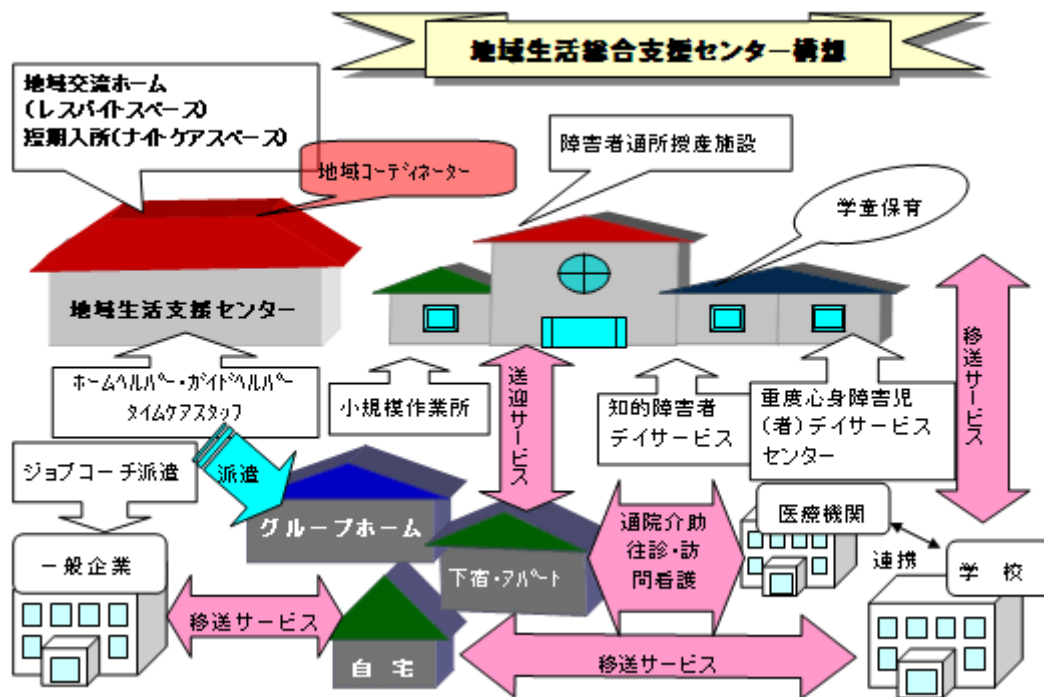 地域生活総合支援センター構想
地域交流ホーム
(レスパイトスペース)
短期入所(ナイトケアスペース)
地域コーディネーター
障害者通所授産施設
学童保育
地域生活支援センター
ホームヘルパー・ガイドヘルパー
タイムケアスタッフ
小規模作業所
送迎サービス
知的障害者
デイサービス
重度心身障害児
(者)デイサービス
センター
移送サービス
ジョブコーチ派遣
派遣
グループホーム
下宿・アパート
通院介助
往診・訪
問看護
医療機関
連携
学 校
一般企業
移送サービス
自 宅
移送サービス